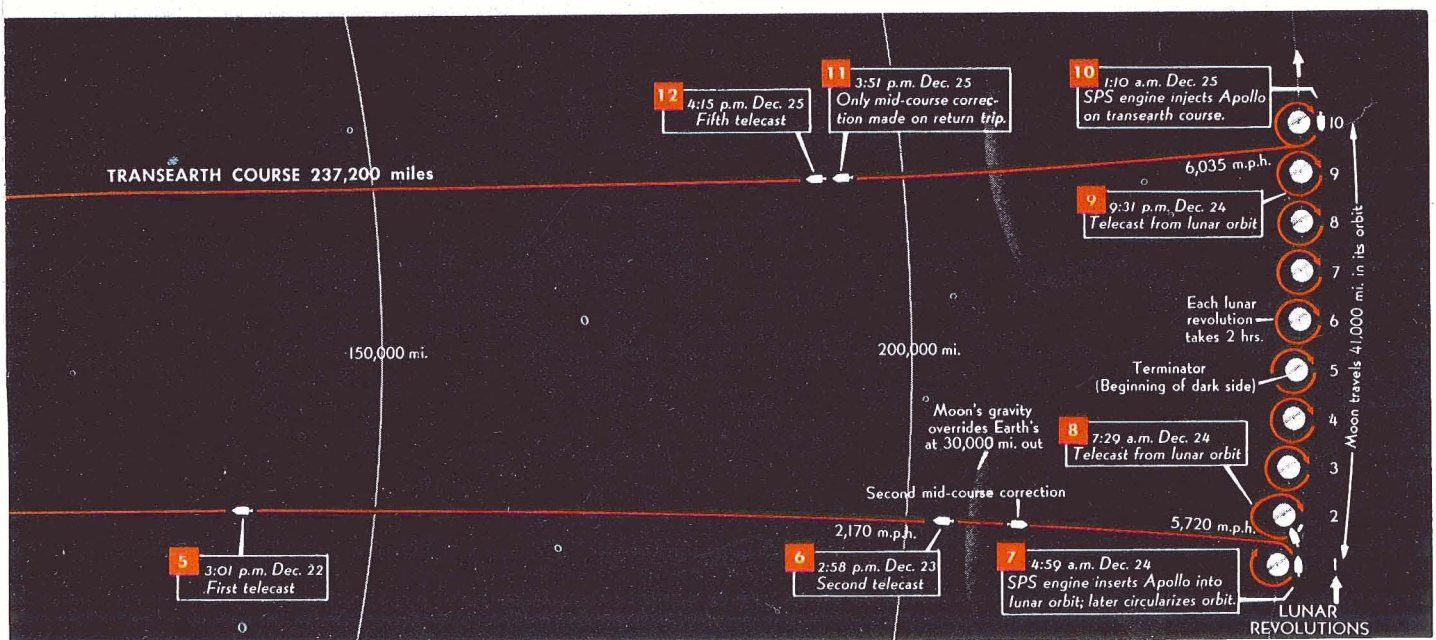 10
1:10 a.m. Dec. 25
SPS engine injects Apollo
on transearth course.
11
3:51 p.m. Dec. 25
Only mid-course correc-
tion made on return trip.
12
4:15 p.m. Dec. 25
Fifth telecast
TRANSEARTH COURSE 237,200 miles
6,035 m.p.h.
9
9:31 p.m. Dec. 24
Telecast from lunar orbit
10
9
8
7
6
5
4
3
2
Moon travels 41,000 mi. in its orbit
Each lunar
revolution
takes 2 hrs.
150,000 mi.
200,000 mi.
Terminator
(Beginning of dark side)
Moon's gravity
overrides Earth's
at 30,000 mi. out
8
7:29 a.m. Dec. 24
Telecast from lunar orbit
Second mid-course correction
2,170 m.p.h.
5,720 m.p.h.
5
3:01 p.m. Dec. 22
First telecast
6
2:58 p.m. Dec. 23
Second telecast
7
4:59 a.m. Dec. 24
SPS engine inserts Apollo into
lunar orbit; later circularizes orbit.
1
LUNAR
REVOLUTIONS